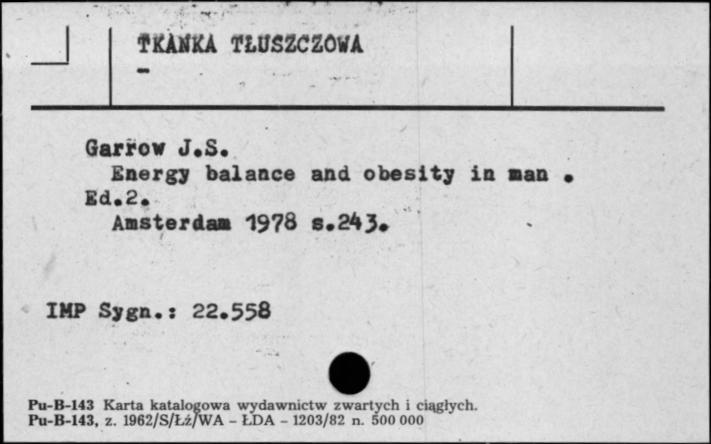 TKANKA TŁUSZCZOWA
-
Garrow J.S.
Energy balance and obesity in man .
Ed.2.
Amsterdam 1978 s.243.
IMP Sygn.: 22.558
Pu-B-143 Karta katalogowa wydawnictw zwartych i ciągłych.
Pu-B-143, z. 1962/S/Łź/WA – ŁDA – 1203/82 n. 500 000